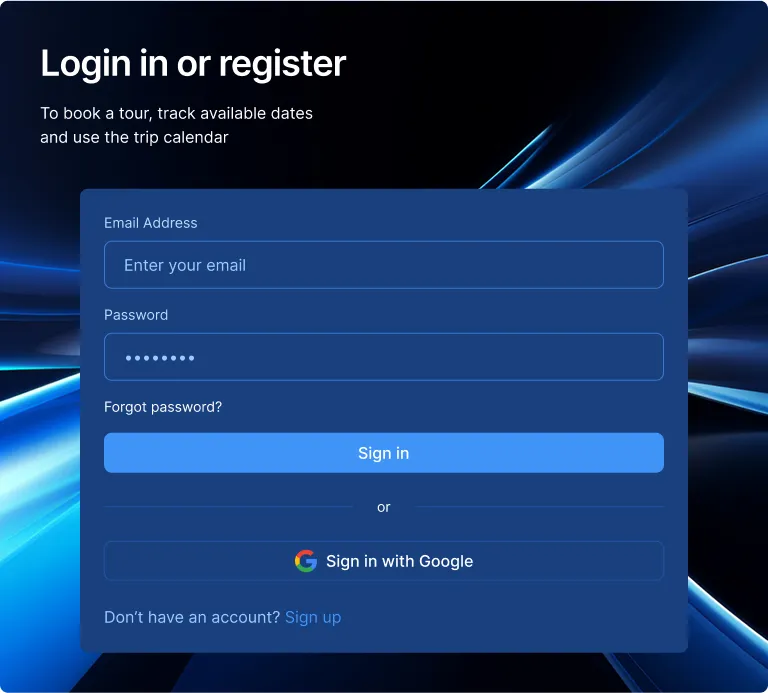 Login in or register
To book a tour, track available dates
and use the trip calendar
Email Address
Enter your email
Password
••••••••
Forgot password?
Sign in
or
Sign in with Google
Don’t have an account? Sign up